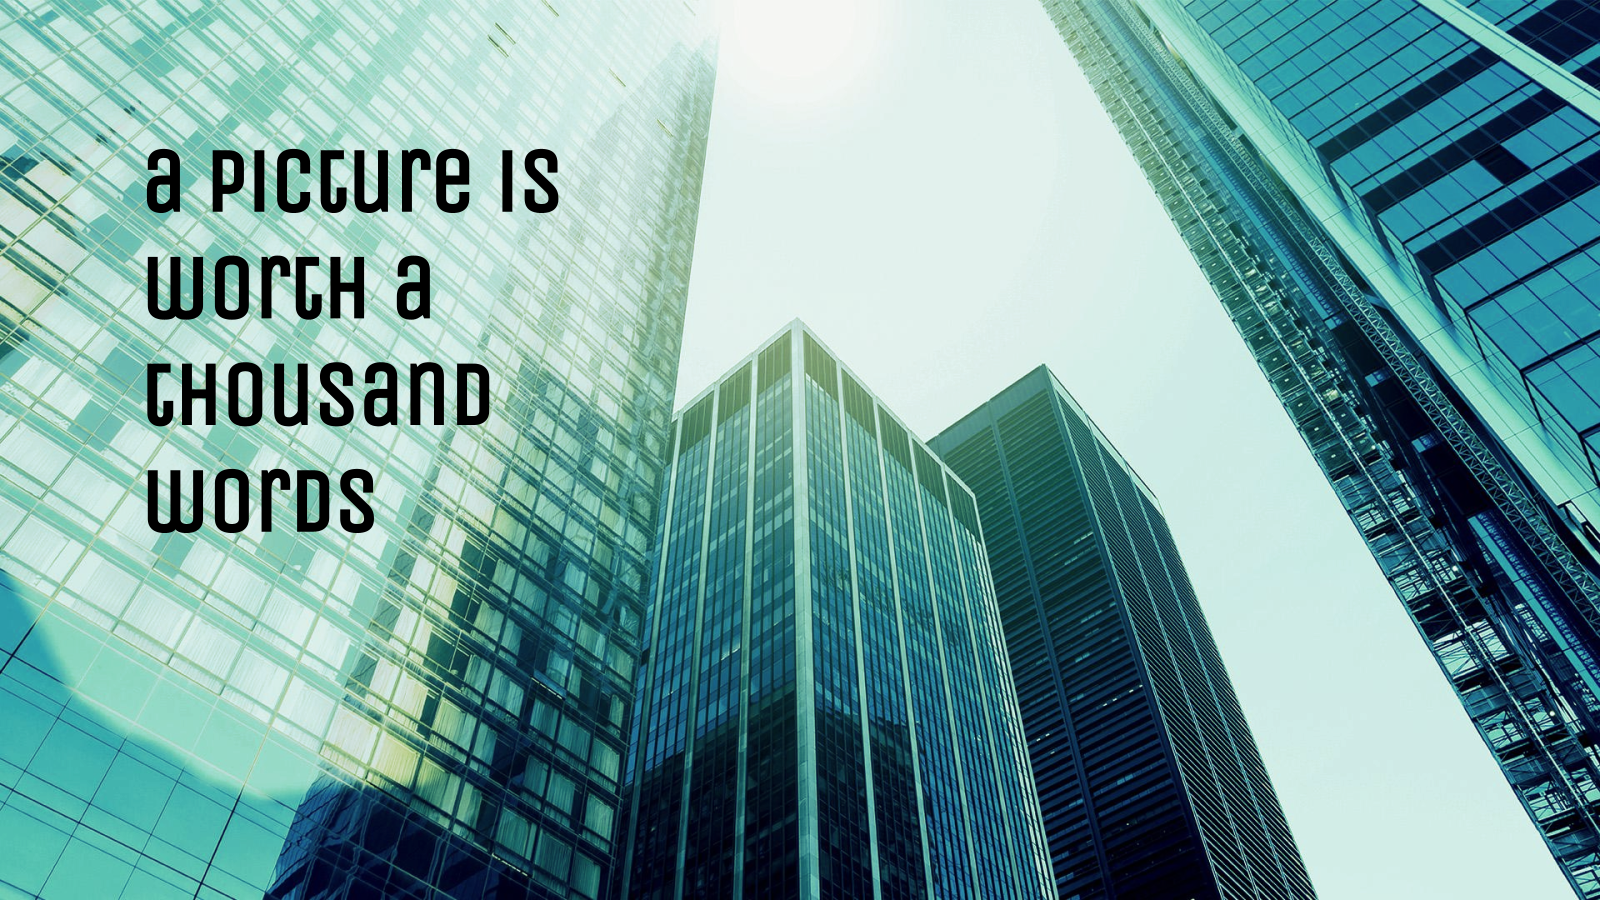 a picture is
worth a
thousand
words